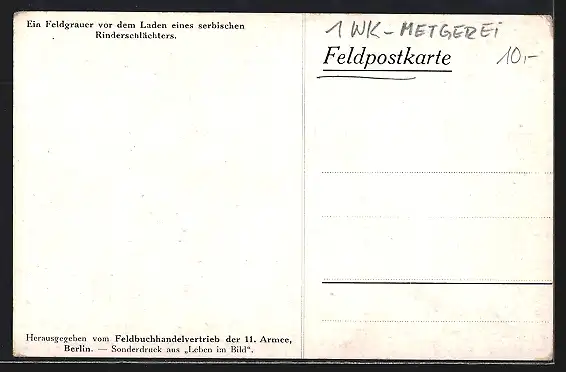 Ein Feldgrauer vor dem Laden eines serbischen
Rinderschlächters.
1 WK-METGEREi
10,-
Feldpostkarte
Herausgegeben vom Feldbuchhandelvertrieb der 11. Armee,
Berlin. — Sonderdruck aus „Leben im Bild".